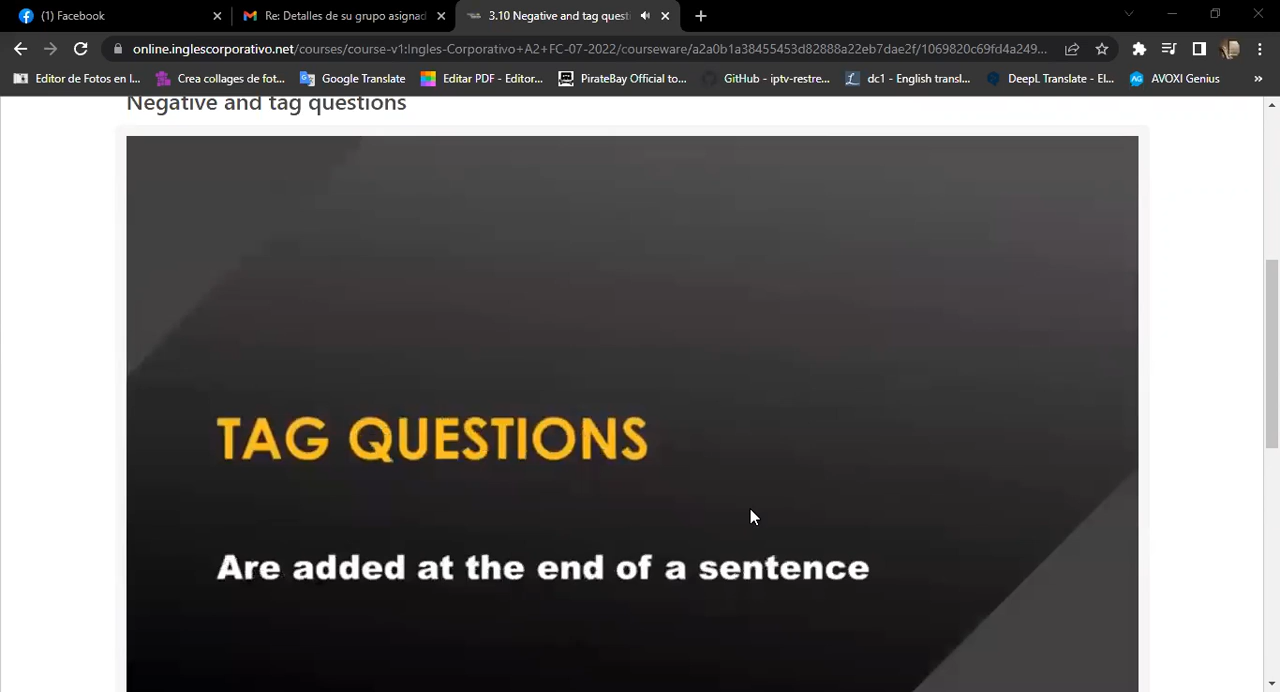 (1) Facebook
Re: Detalles de su grupo asignad
3.10 Negative and tag questi
online.inglescorporativo.net/courses/course-v1:Ingles-Corporativo+A2+FC-07-2022/courseware/a2a0b1a38455453d82888a22eb7dae2f/1069820c69fd4a249...
Editor de Fotos en l...
Crea collages de fot...
Google Translate
Editar PDF - Editor...
PirateBay Official to...
GitHub - iptv-restre...
dc1 - English transl...
DeepL Translate - El...
AVOXI Genius
»
Negative and tag questions
TAG QUESTIONS
Are added at the end of a sentence